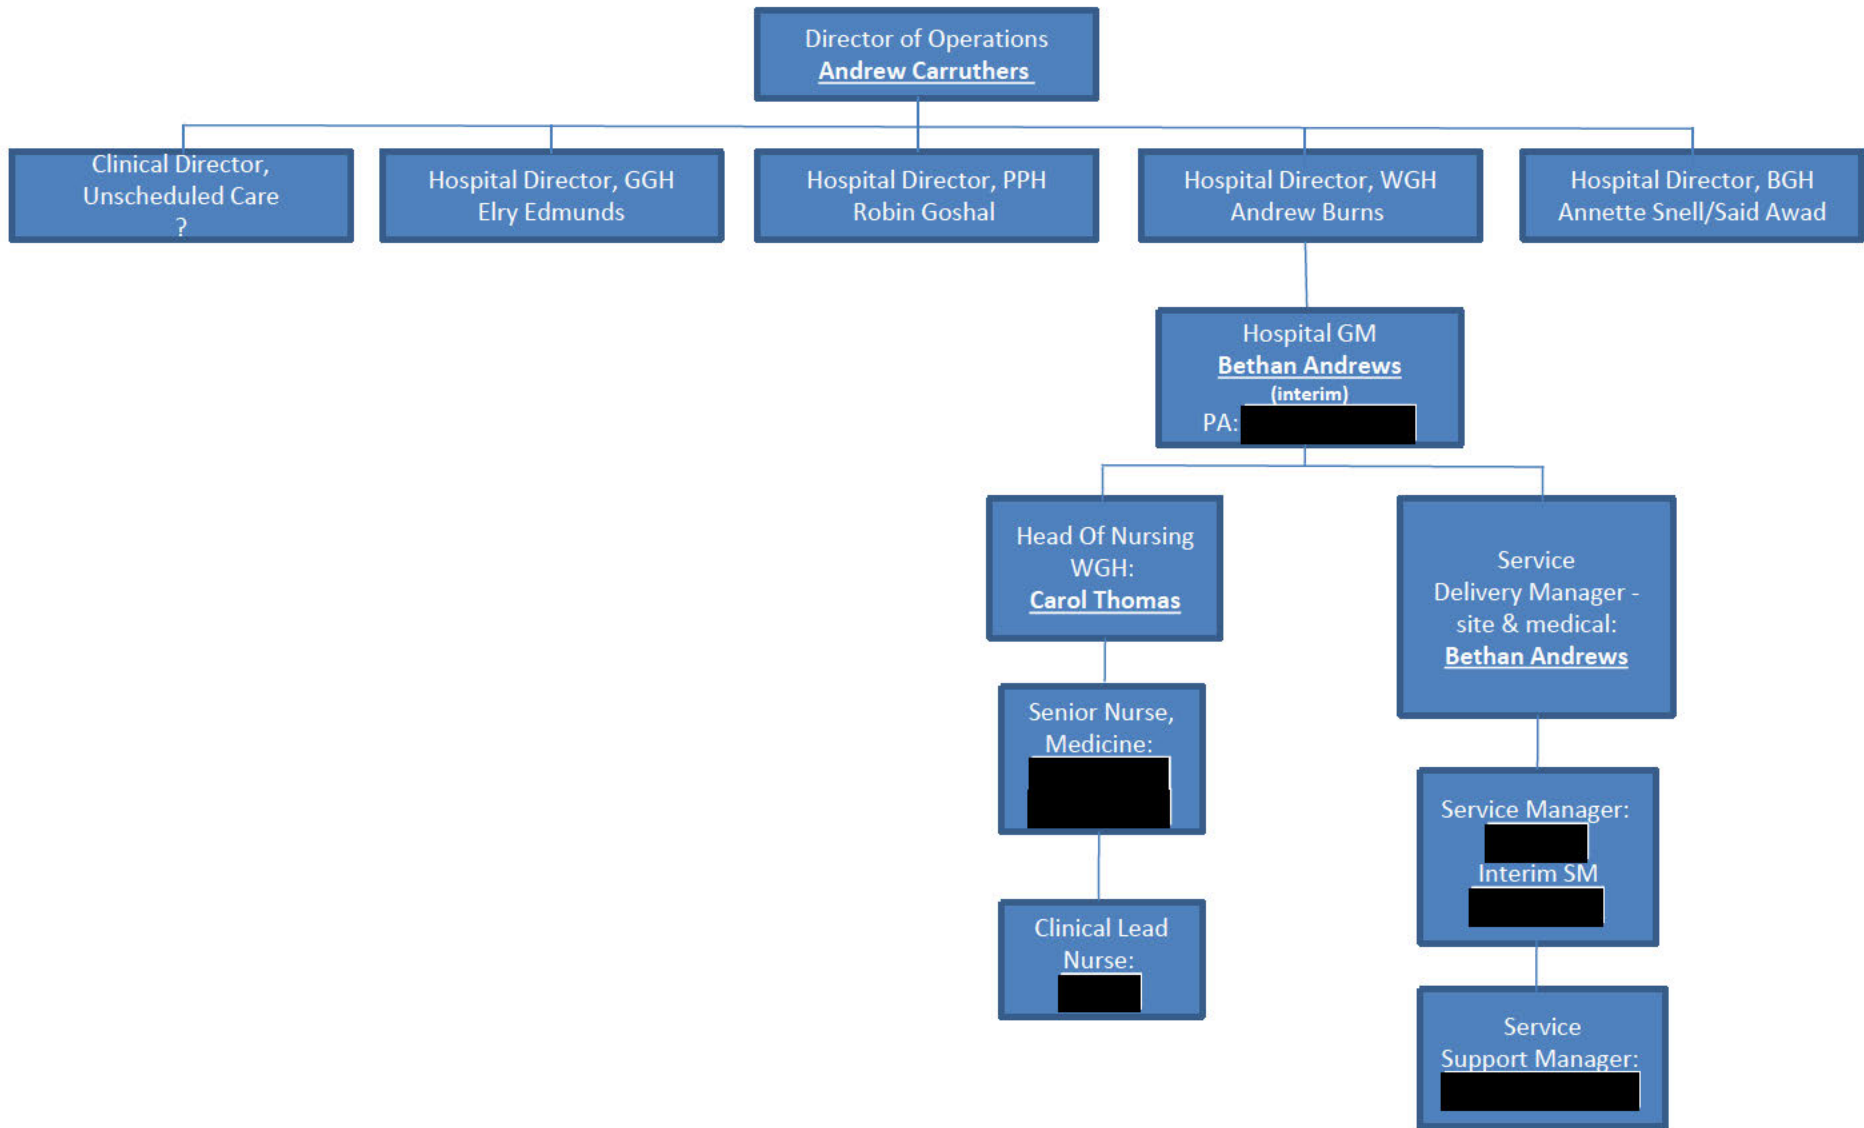 Director of Operations
Andrew Carruthers
Clinical Director,
Unscheduled Care
?
Hospital Director, GGH
Elry Edmunds
Hospital Director, PPH
Robin Goshal
Hospital Director, WGH
Andrew Burns
Hospital Director, BGH
Annette Snell/Said Awad
Hospital GM
Bethan Andrews
(interim)
PA:
Head Of Nursing
WGH:
Carol Thomas
Service
Delivery Manager -
site & medical:
Bethan Andrews
Senior Nurse,
Medicine:
Service Manager:
Interim SM
Clinical Lead
Nurse:
Service
Support Manager: